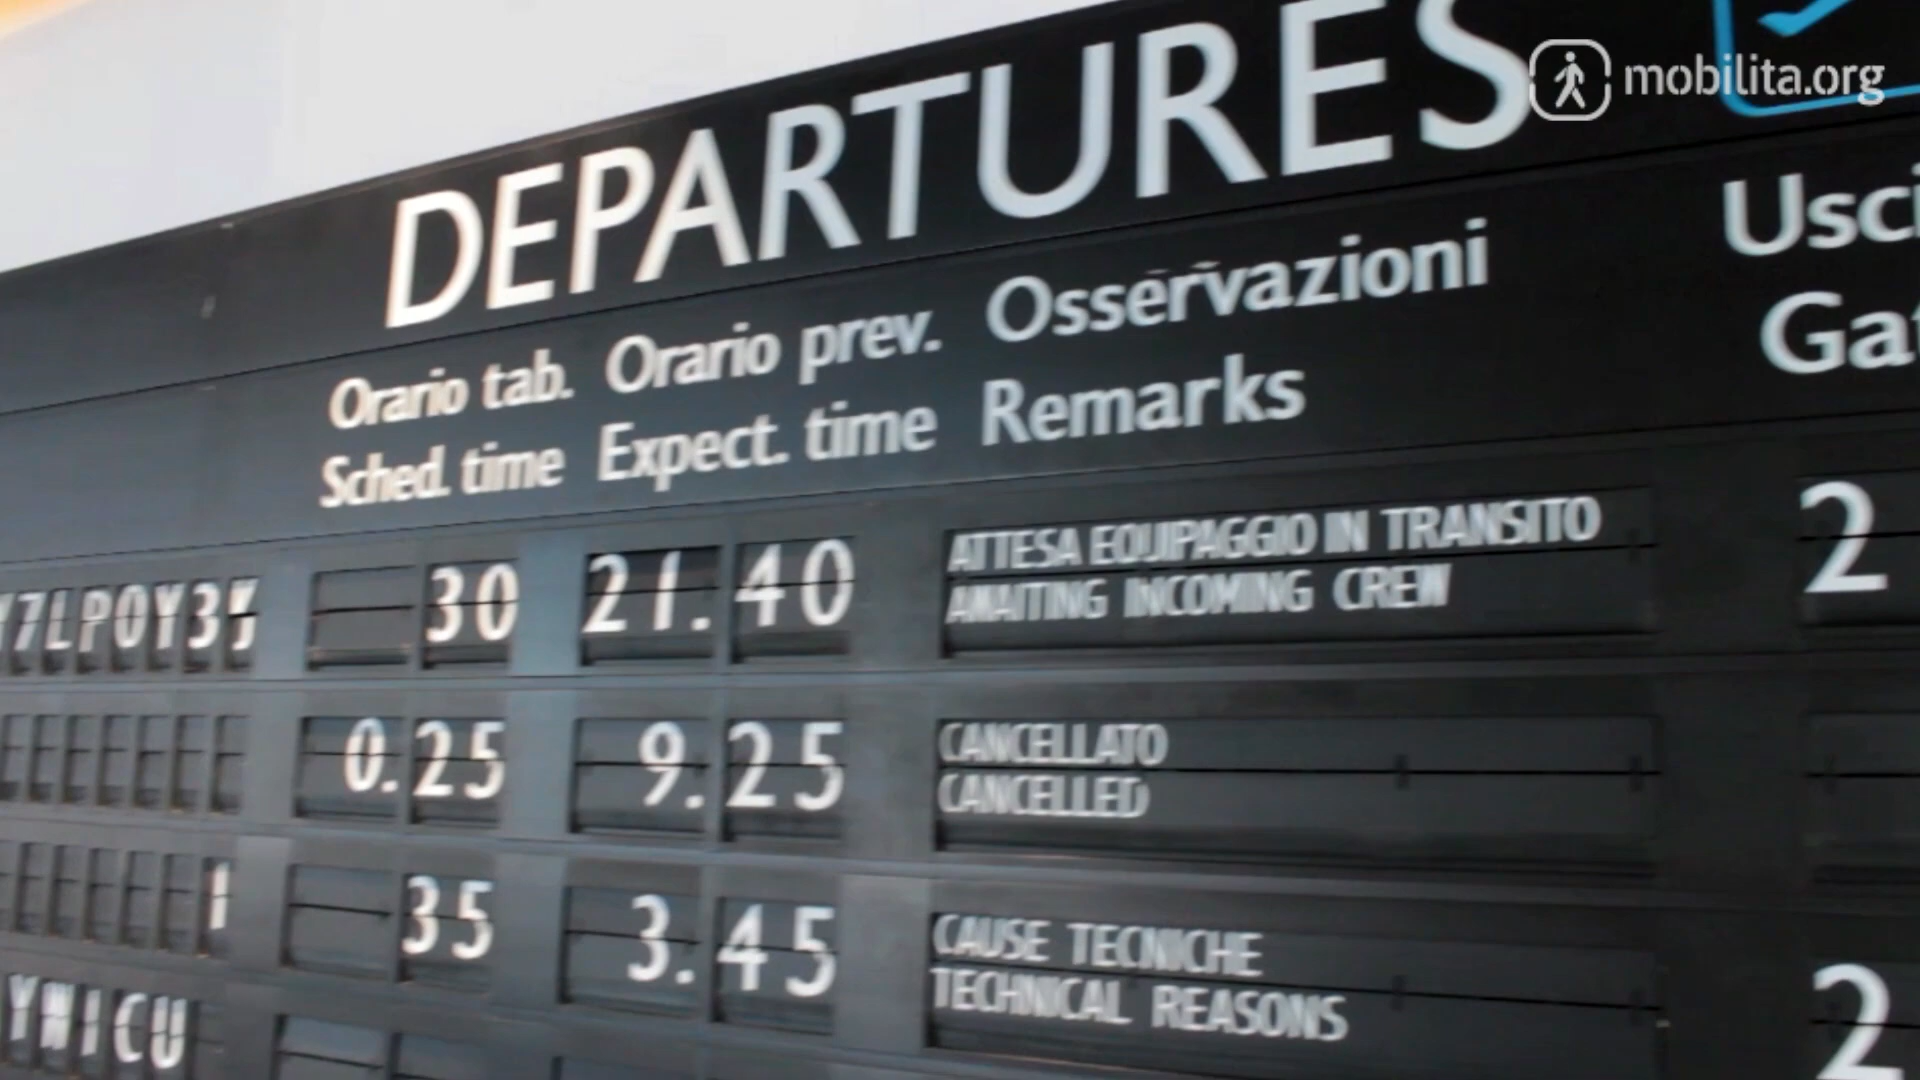 mobilita.org
DEPARTURES
Orario tab. Orario prev. Osservazioni
Sched. time Expect. time Remarks
30 21.40 ATTESA EQUIPAGGIO IN TRANSITO 2
AWAITING INCOMING CREW
0.25 9.25 CANCELLATO
CANCELLED
1 35 3.45 CAUSE TECNICHE 2
TECHNICAL REASONS